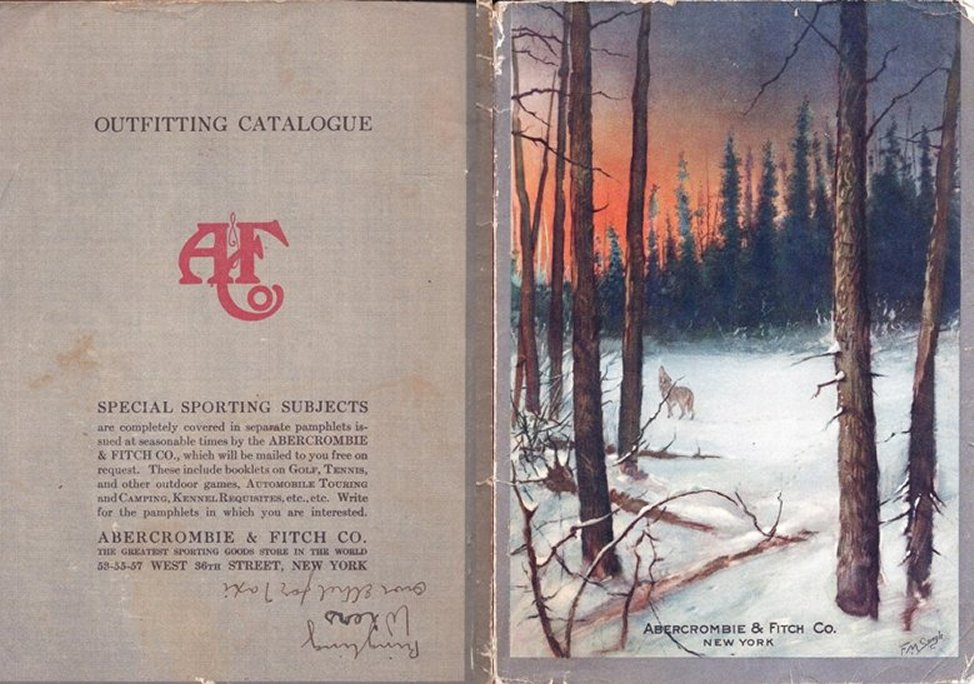 OUTFITTING CATALOGUE
A&F Co
SPECIAL SPORTING SUBJECTS
are completely covered in separate pamphlets is-
sued at seasonable times by the ABERCROMBIE
& FITCH CO., which will be mailed to you free on
request. These include booklets on GOLF, TENNIS,
and other outdoor games, AUTOMOBILE TOURING
and CAMPING, KENNEL REQUISITES, etc., etc. Write
for the pamphlets in which you are interested.
ABERCROMBIE & FITCH CO.
THE GREATEST SPORTING GOODS STORE IN THE WORLD
53-55-57 WEST 36TH STREET, NEW YORK
for Taxi
ABERCROMBIE & FITCH CO.
NEW YORK